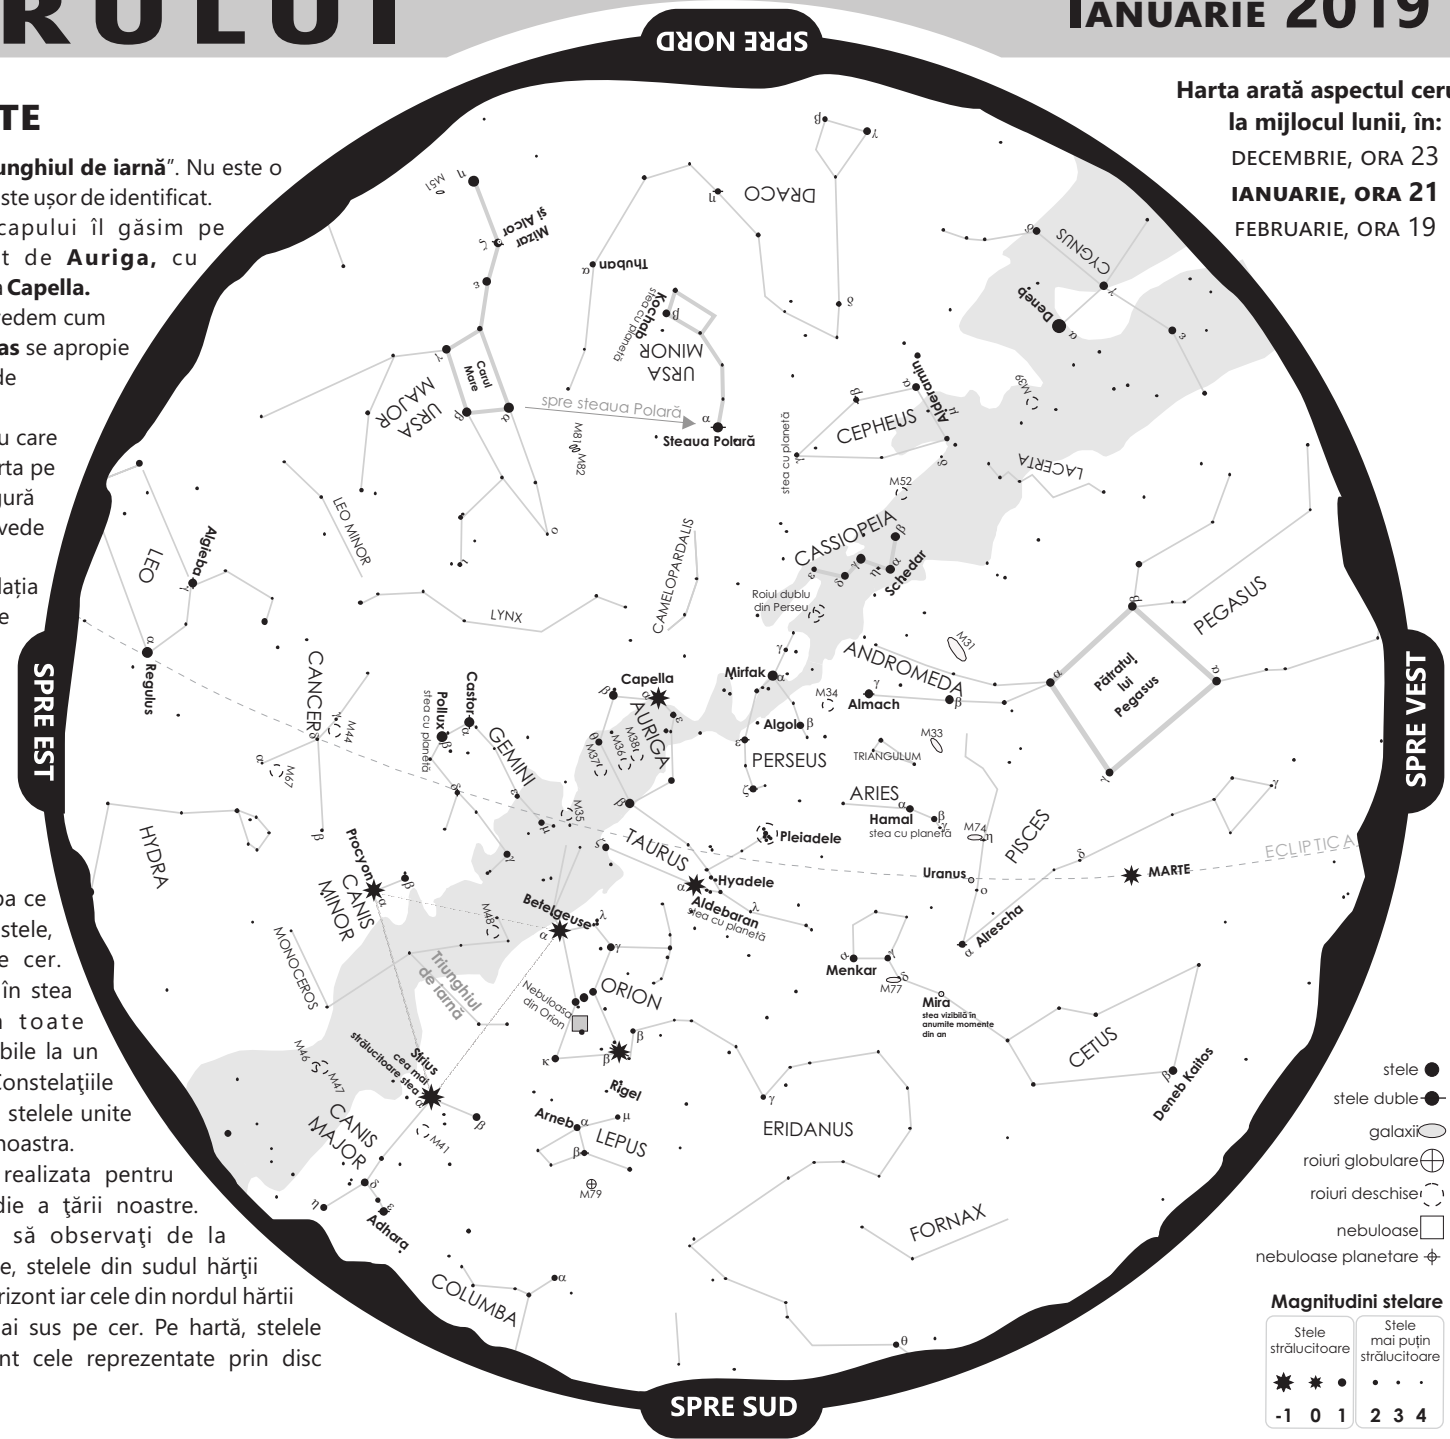 RULUI
IANUARIE 2019
TE
unghiul de iarnă”. Nu este o
ste ușor de identificat.
capului îl găsim pe
t de Auriga, cu
Capella.
edem cum
as se apropie
de
u care
rta pe
gură
vede
lația
e
pa ce
stele,
e cer.
în stea
toate
bile la un
Constelaţiile
stelele unite
noastra.
realizata pentru
die a ţării noastre.
să observaţi de la
e, stelele din sudul hărţii
rizont iar cele din nordul hărtii
ai sus pe cer. Pe hartă, stelele
nt cele reprezentate prin disc
Harta arată aspectul ceru
la mijlocul lunii, în:
DECEMBRIE, ORA 23
IANUARIE, ORA 21
FEBRUARIE, ORA 19
SPRE NORD
SPRE EST
SPRE VEST
SPRE SUD
M51
η
ζ
Mizar
și Alcor
ε
γ
Carul
Mare
β
α
URSA
MAJOR
α
Thuban
Kochab
stea cu planetă
β
URSA
MINOR
spre steaua Polară
α
Steaua Polară
M81
M82
β
γ
η
DRACO
δ
δ
CYGNUS
γ
Deneb
α
ε
M39
Alderamin
α
β
μ
CEPHEUS
γ
stea cu planetă
δ
LACERTA
M52
CASSIOPEIA
β
ε
δ
γ
η
α
Schedar
Roiul dublu
din Perseu
LEO MINOR
LEO
Algieba
γ
α
Regulus
ο
ι
LYNX
CAMELOPARDALIS
CANCER
γ
δ
M44
α
M67
β
Castor
α
Pollux
β
stea cu planetă
GEMINI
δ
ε
μ
γ
M35
Capella
α
β
ε
AURIGA
θ
M38
M36
M37
β
Mirfak
α
γ
M34
Algol
β
ε
PERSEUS
ζ
ANDROMEDA
M31
γ
Almach
β
M33
TRIANGULUM
ARIES
α
Hamal
β
γ
stea cu planetă
M74
η
PISCES
PEGASUS
β
α
α
γ
Pătratul
lui
Pegasus
γ
δ
ECLIPTICA
MARTE
Uranus
ο
Alrescha
α
HYDRA
Procyon
α
β
CANIS
MINOR
M48
MONOCEROS
Triunghiul
de iarnă
ζ
TAURUS
Pleiadele
Hyadele
α
Aldebaran
stea cu planetă
λ
Betelgeuse
α
λ
γ
ORION
Nebuloasa
din Orion
κ
β
β
Rigel
Menkar
α
γ
δ
M77
Mira
stea vizibilă în
anumite momente
din an
CETUS
β
Deneb Kaitos
M46
M47
Sirius
cea mai
strălucitoare stea
α
β
M41
CANIS
MAJOR
δ
η
ε
Adhara
Arneb
α
μ
β
LEPUS
M79
γ
ERIDANUS
θ
FORNAX
COLUMBA
α
stele
stele duble
galaxii
roiuri globulare
roiuri deschise
nebuloase
nebuloase planetare
Magnitudini stelare
Stele
strălucitoare
Stele
mai puțin
strălucitoare
-1 0 1 2 3 4